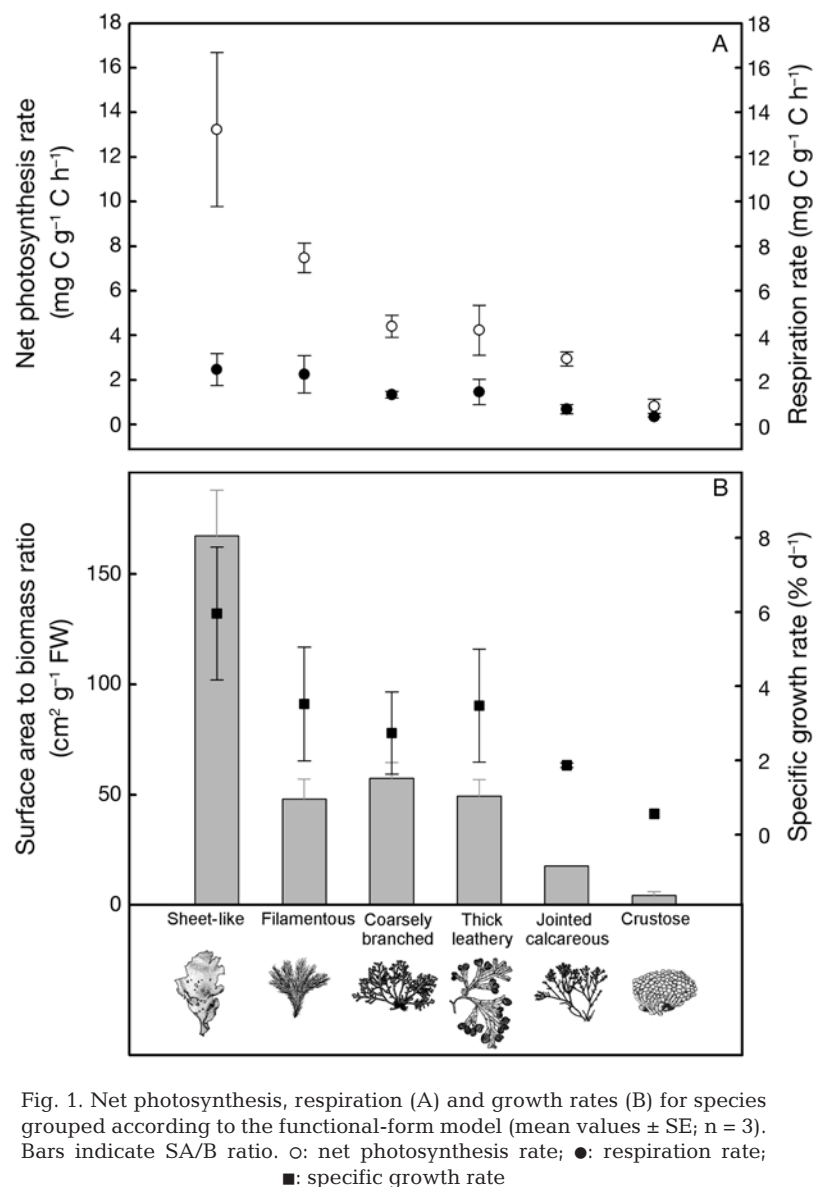 A
18
16
14
12
10
8
6
4
2
0
Net photosynthesis rate
(mg C g⁻¹ C h⁻¹)
18
16
14
12
10
8
6
4
2
0
Respiration rate (mg C g⁻¹ C h⁻¹)
B
150
100
50
0
Surface area to biomass ratio
(cm² g⁻¹ FW)
8
6
4
2
0
Specific growth rate (% d⁻¹)
Sheet-like Filamentous Coarsely Thick Jointed Crustose
branched leathery calcareous
Fig. 1. Net photosynthesis, respiration (A) and growth rates (B) for species
grouped according to the functional-form model (mean values ± SE; n = 3).
Bars indicate SA/B ratio. ○: net photosynthesis rate; ●: respiration rate;
■: specific growth rate